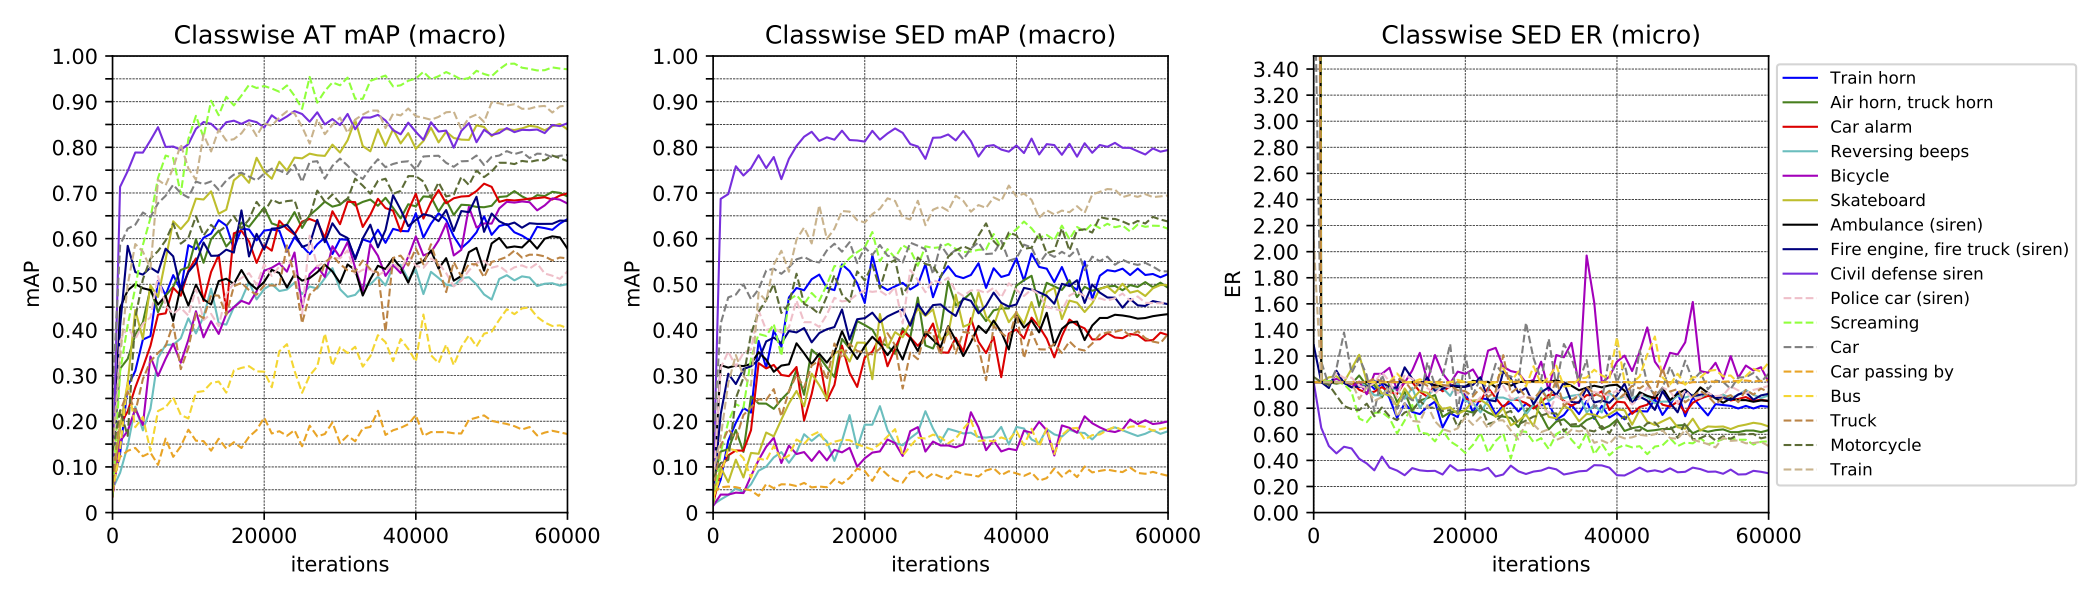 Classwise AT mAP (macro)
1.00
0.90
0.80
0.70
0.60
0.50
0.40
0.30
0.20
0.10
0
mAP
0 20000 40000 60000
iterations
Classwise SED mAP (macro)
1.00
0.90
0.80
0.70
0.60
0.50
0.40
0.30
0.20
0.10
0
mAP
0 20000 40000 60000
iterations
Classwise SED ER (micro)
3.40
3.20
3.00
2.80
2.60
2.40
2.20
2.00
1.80
1.60
1.40
1.20
1.00
0.80
0.60
0.40
0.20
0.00
ER
0 20000 40000 60000
iterations
Train horn
Air horn, truck horn
Car alarm
Reversing beeps
Bicycle
Skateboard
Ambulance (siren)
Fire engine, fire truck (siren)
Civil defense siren
Police car (siren)
Screaming
Car
Car passing by
Bus
Truck
Motorcycle
Train